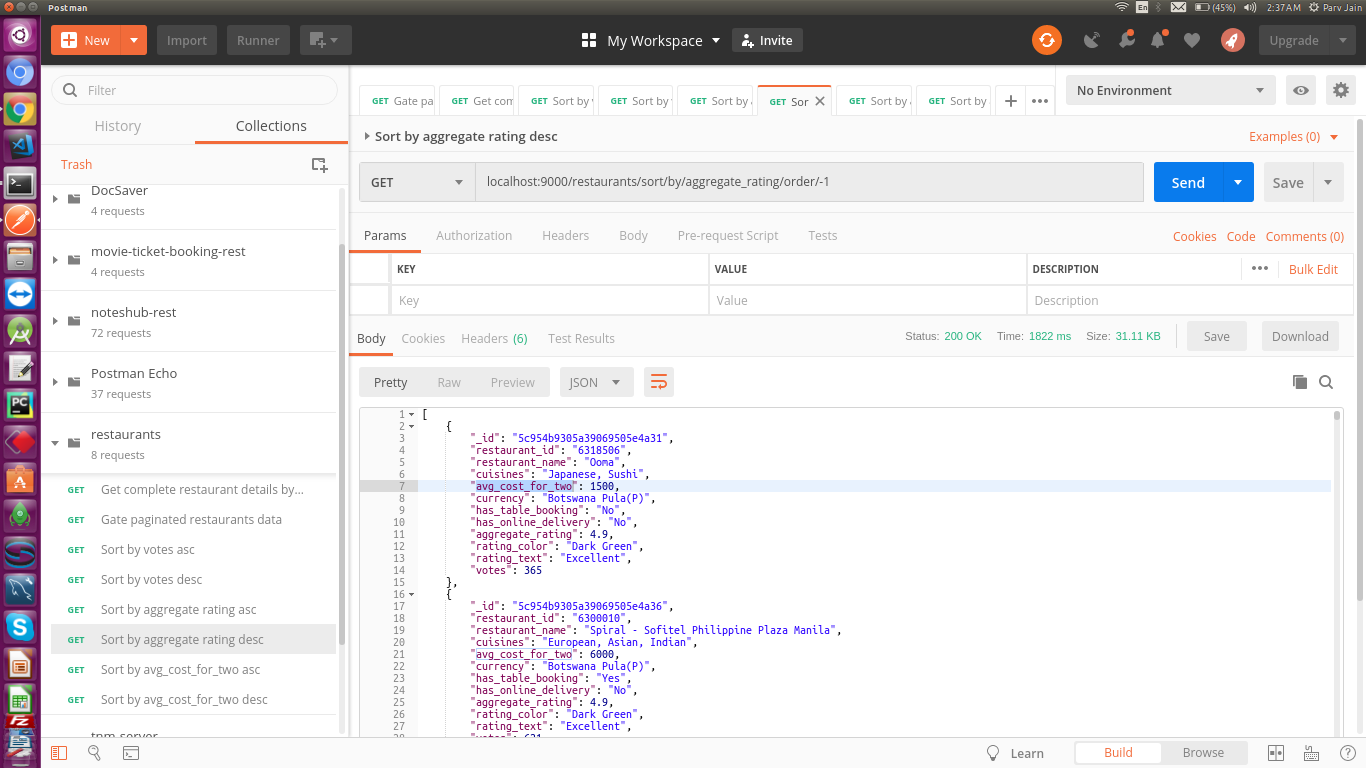 Postman
En
(45%)
2:37 AM
Parv Jain
New
Import
Runner
My Workspace
Invite
Upgrade
Filter
History
Collections
Trash
DocSaver
4 requests
movie-ticket-booking-rest
4 requests
noteshub-rest
72 requests
Postman Echo
37 requests
restaurants
8 requests
GET Get complete restaurant details by...
GET Gate paginated restaurants data
GET Sort by votes asc
GET Sort by votes desc
GET Sort by aggregate rating asc
GET Sort by aggregate rating desc
GET Sort by avg_cost_for_two asc
GET Sort by avg_cost_for_two desc
tnm-server
GET Gate pa
GET Get com
GET Sort by
GET Sort by
GET Sort by
GET Sor
GET Sort by
GET Sort by
No Environment
Sort by aggregate rating desc
Examples (0)
GET
localhost:9000/restaurants/sort/by/aggregate_rating/order/-1
Send
Save
Params
Authorization
Headers
Body
Pre-request Script
Tests
Cookies
Code
Comments (0)
KEY
VALUE
DESCRIPTION
Bulk Edit
Key
Value
Description
Body
Cookies
Headers (6)
Test Results
Status: 200 OK
Time: 1822 ms
Size: 31.11 KB
Save
Download
Pretty
Raw
Preview
JSON
1 [
2 {
3 "_id": "5c954b9305a39069505e4a31",
4 "restaurant_id": "6318506",
5 "restaurant_name": "Ooma",
6 "cuisines": "Japanese, Sushi",
7 "avg_cost_for_two": 1500,
8 "currency": "Botswana Pula(P)",
9 "has_table_booking": "No",
10 "has_online_delivery": "No",
11 "aggregate_rating": 4.9,
12 "rating_color": "Dark Green",
13 "rating_text": "Excellent",
14 "votes": 365
15 },
16 {
17 "_id": "5c954b9305a39069505e4a36",
18 "restaurant_id": "6300010",
19 "restaurant_name": "Spiral - Sofitel Philippine Plaza Manila",
20 "cuisines": "European, Asian, Indian",
21 "avg_cost_for_two": 6000,
22 "currency": "Botswana Pula(P)",
23 "has_table_booking": "Yes",
24 "has_online_delivery": "No",
25 "aggregate_rating": 4.9,
26 "rating_color": "Dark Green",
27 "rating_text": "Excellent",
28 "votes": 621
Learn
Build
Browse